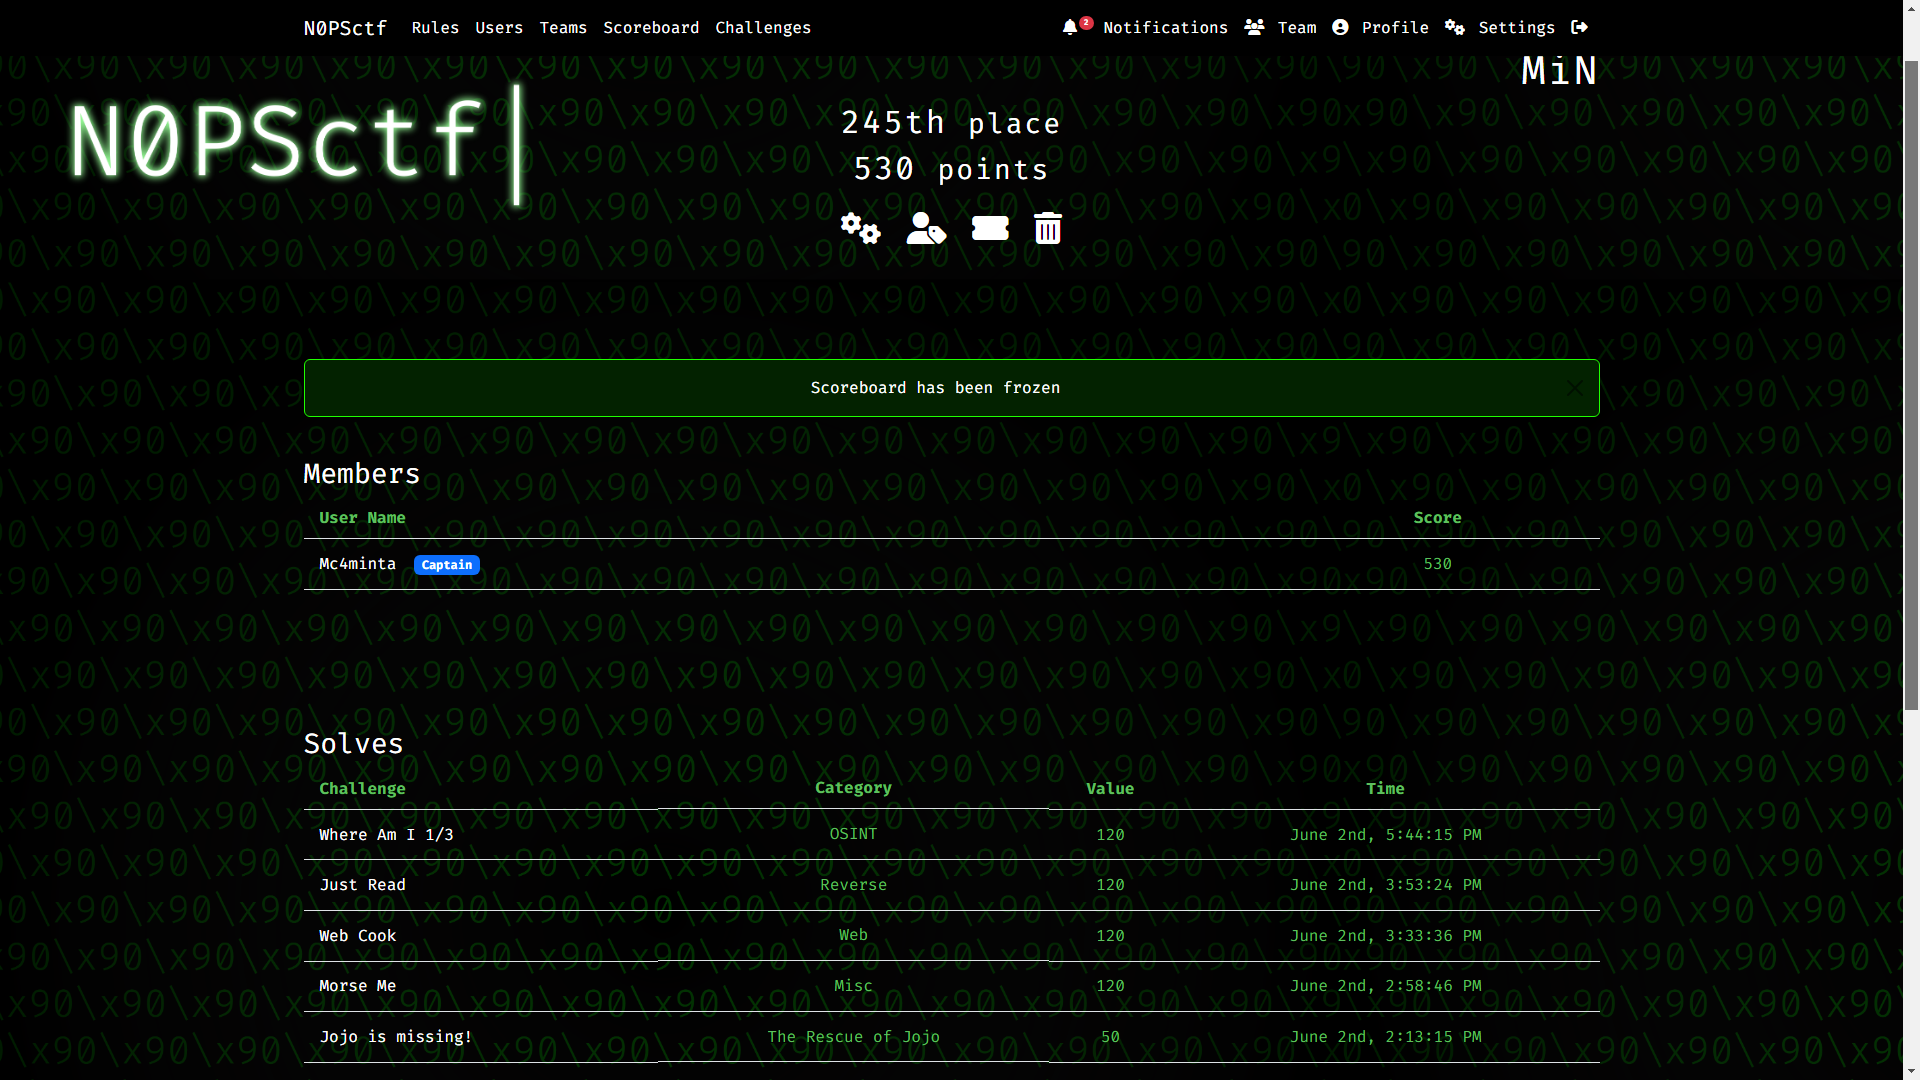 N0PSctf Rules Users Teams Scoreboard Challenges 2 Notifications Team Profile Settings
MiN
N0PSctf|
245th place
530 points
Scoreboard has been frozen
Members
User Name Score
Mc4minta Captain 530
Solves
Challenge Category Value Time
Where Am I 1/3 OSINT 120 June 2nd, 5:44:15 PM
Just Read Reverse 120 June 2nd, 3:53:24 PM
Web Cook Web 120 June 2nd, 3:33:36 PM
Morse Me Misc 120 June 2nd, 2:58:46 PM
Jojo is missing! The Rescue of Jojo 50 June 2nd, 2:13:15 PM